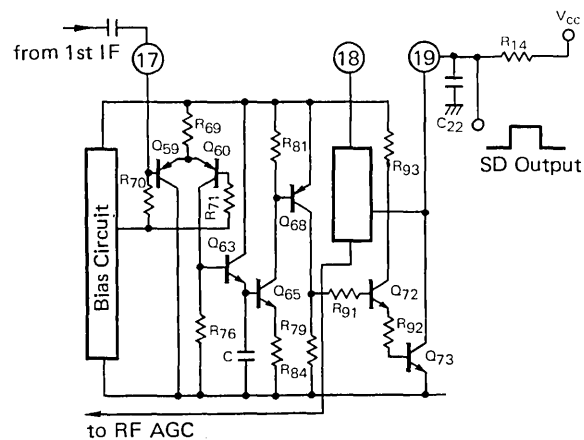 from 1st IF
17
18
19
Vcc
R14
C22
SD Output
R69
Q59
Q60
R81
R93
R70
R71
Q68
Bias Circuit
Q63
Q65
Q72
R91
R92
R76
C
R79
R84
Q73
to RF AGC